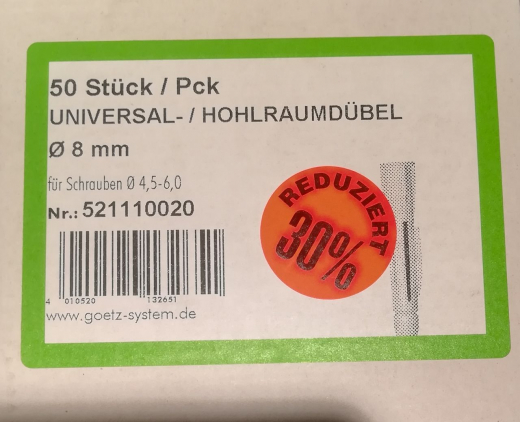 50 Stück / Pck
UNIVERSAL- / HOHLRAUMDÜBEL
Ø 8 mm
für Schrauben Ø 4,5-6,0
Nr.: 521110020
4 010520 132651
www.goetz-system.de
REDUZIERT
30%